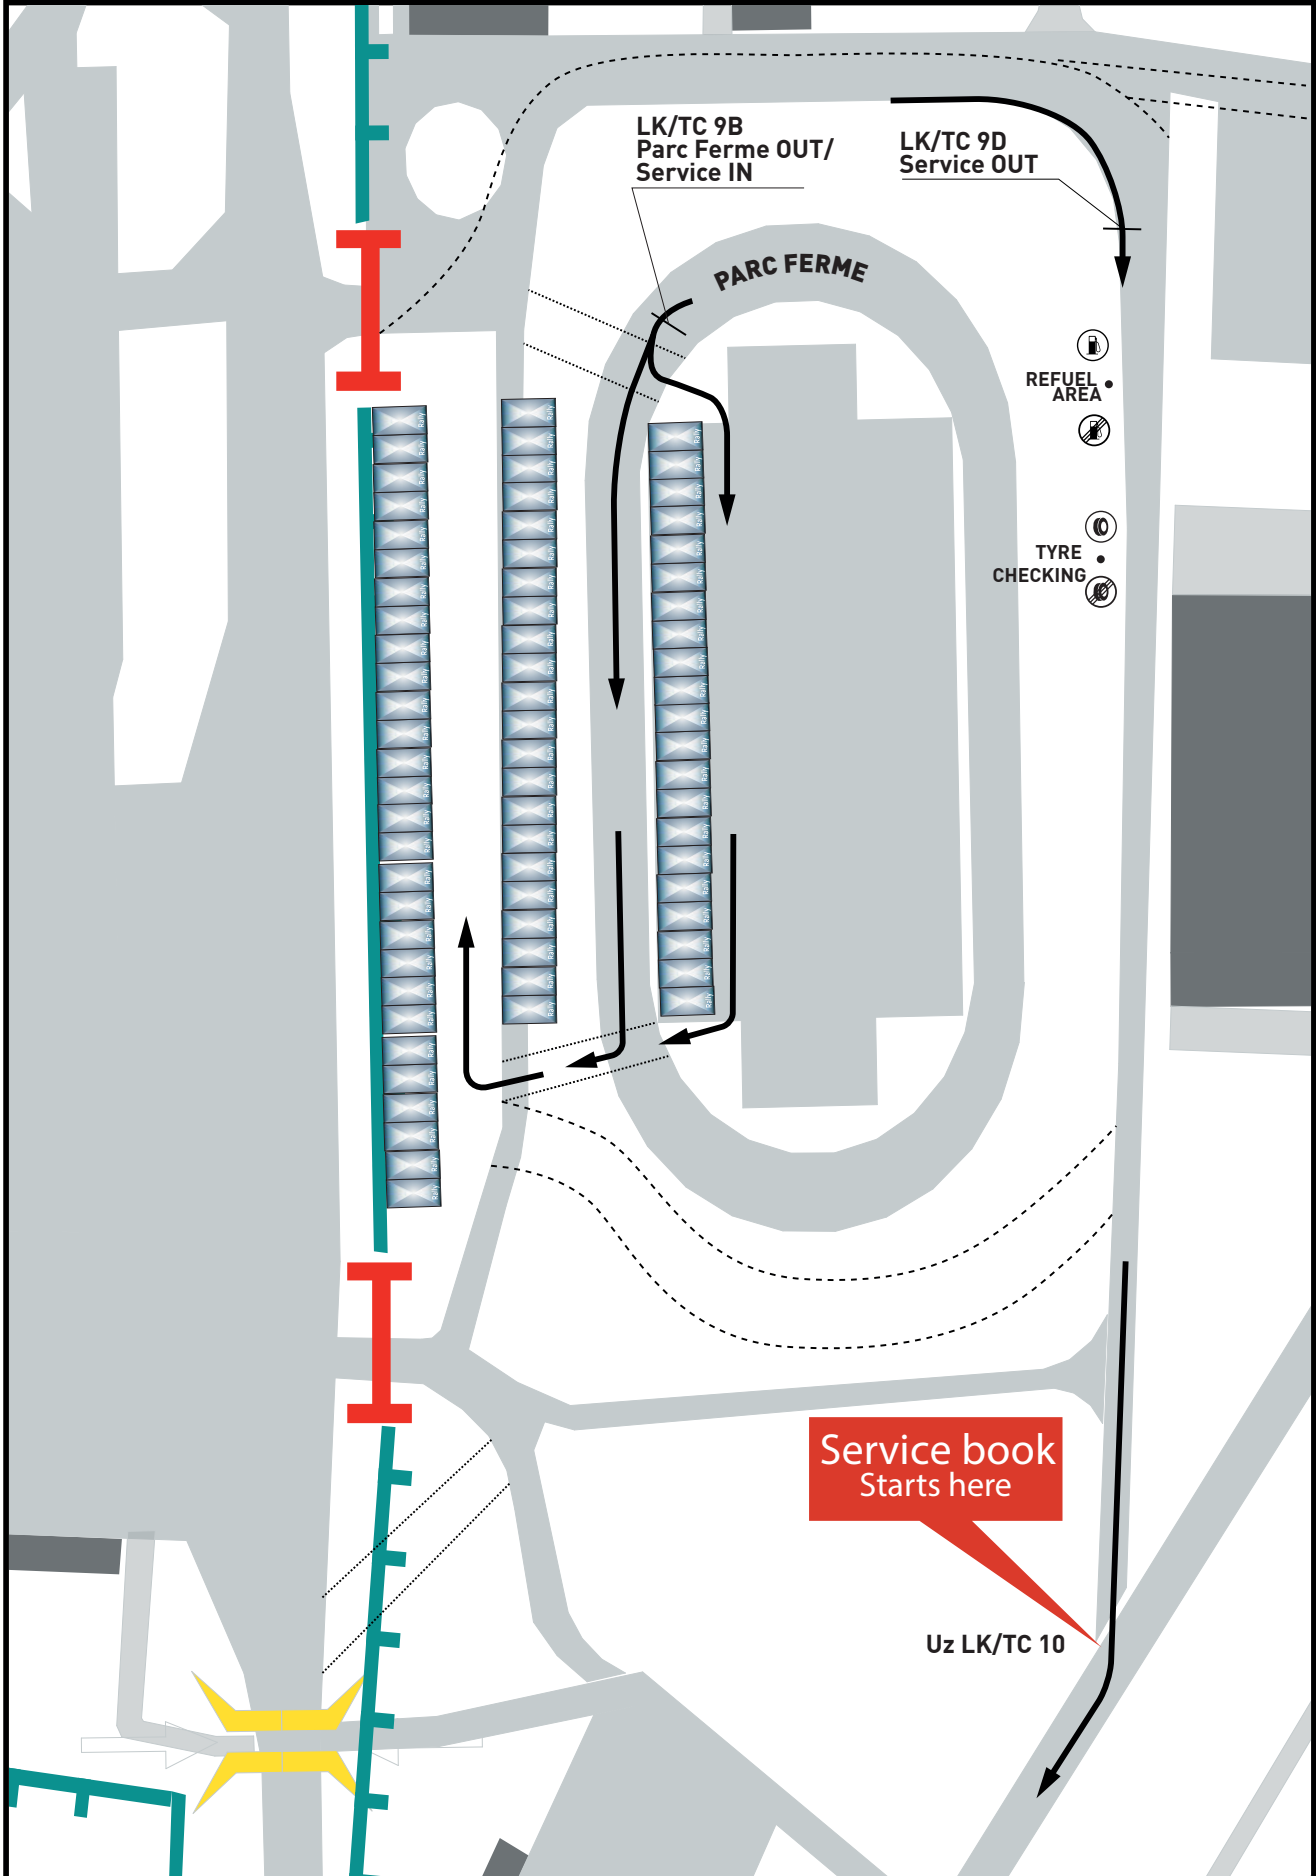 LK/TC 9B
Parc Ferme OUT/
Service IN
LK/TC 9D
Service OUT
PARC FERME
REFUEL
AREA
TYRE
CHECKING
Service book
Starts here
Uz LK/TC 10
Rally